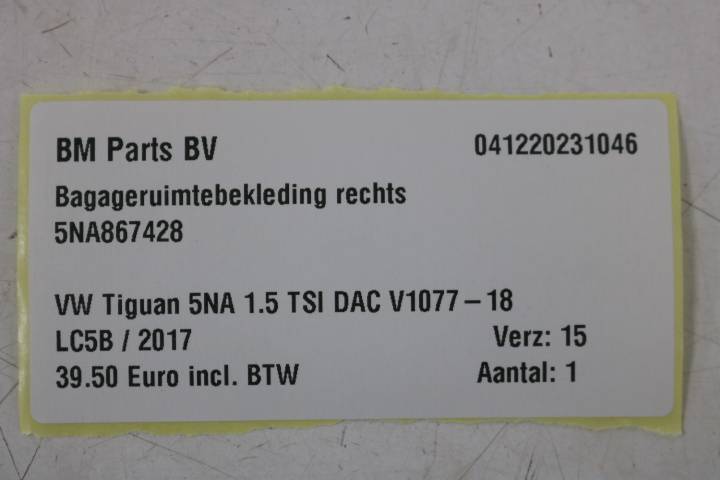 BM Parts BV 041220231046
Bagageruimtebekleding rechts
5NA867428
VW Tiguan 5NA 1.5 TSI DAC V1077-18
LC5B / 2017 Verz: 15
39.50 Euro incl. BTW Aantal: 1